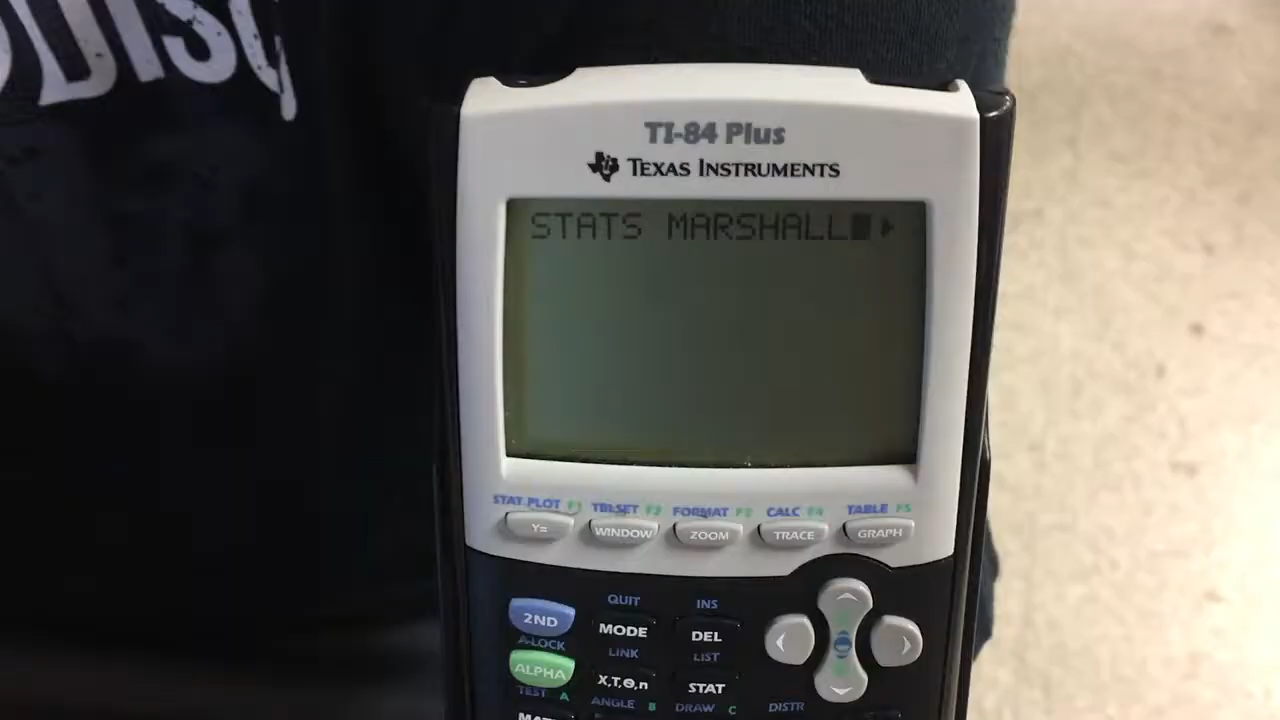 TI-84 Plus
TEXAS INSTRUMENTS
STATS MARSHALL
STAT PLOT F1 TBLSET F2 FORMAT F3 CALC F4 TABLE F5
Y= WINDOW ZOOM TRACE GRAPH
QUIT INS
2ND MODE DEL
A-LOCK LINK LIST
ALPHA X,T,Θ,n STAT
TEST A ANGLE B DRAW C DISTR